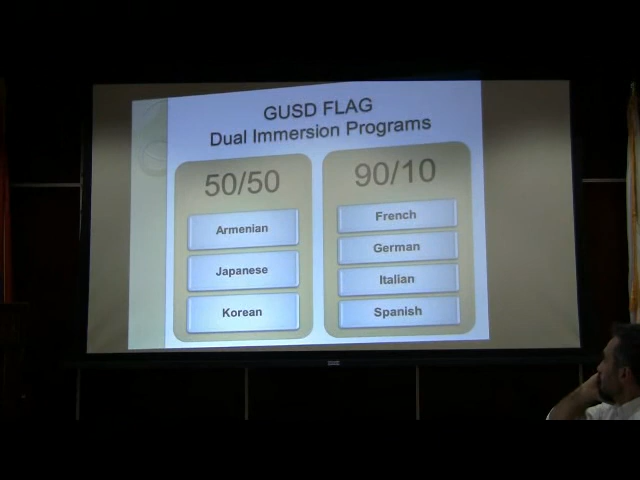 GUSD FLAG
Dual Immersion Programs
50/50
Armenian
Japanese
Korean
90/10
French
German
Italian
Spanish